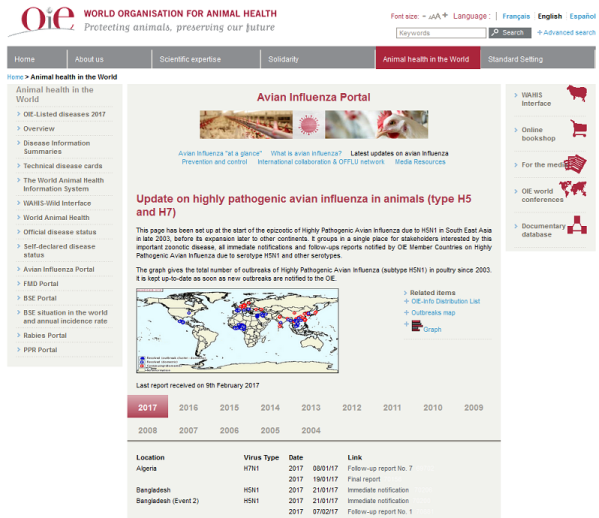 Oie WORLD ORGANISATION FOR ANIMAL HEALTH
Protecting animals, preserving our future
Font size: - AAA + Language : | Français | English Español
Keywords Search + Advanced search
Home About us Scientific expertise Solidarity Animal health in the World Standard Setting
Home > Animal health in the World
Animal health in the
World
OIE-Listed diseases 2017
Overview
Disease Information
Summaries
Technical disease cards
The World Animal Health
Information System
WAHIS-Wild Interface
World Animal Health
Official disease status
Self-declared disease
status
Avian Influenza Portal
FMD Portal
BSE Portal
BSE situation in the world
and annual incidence rate
Rabies Portal
PPR Portal
Avian Influenza Portal
Avian Influenza "at a glance" What is avian influenza? Latest updates on avian Influenza
Prevention and control International collaboration & OFFLU network Media Resources
Update on highly pathogenic avian influenza in animals (type H5
and H7)
This page has been set up at the start of the epizootic of Highly Pathogenic Avian Influenza due to H5N1 in South East Asia
in late 2003, before its expansion later to other continents. It groups in a single place for stakeholders interested by this
important zoonotic disease, all immediate notifications and follow-ups reports notified by OIE Member Countries on Highly
Pathogenic Avian Influenza due to serotype H5N1 and other serotypes.
The graph gives the total number of outbreaks of Highly Pathogenic Avian Influenza (subtype H5N1) in poultry since 2003.
It is kept up-to-date as soon as new outbreaks are notified to the OIE.
Related items
+ OIE-Info Distribution List
+ Outbreaks map
+ Graph
Last report received on 9th February 2017
2017 2016 2015 2014 2013 2012 2011 2010 2009
2008 2007 2006 2005 2004
Location Virus Type Date Link
Algeria H7N1 2017 08/01/17 Follow-up report No. 7
2017 19/01/17 Final report
Bangladesh H5N1 2017 21/01/17 Immediate notification
Bangladesh (Event 2) H5N1 2017 21/01/17 Immediate notification
2017 07/02/17 Follow-up report No. 1
WAHIS
Interface
Online
bookshop
For the media
OIE world
conferences
Documentary
database